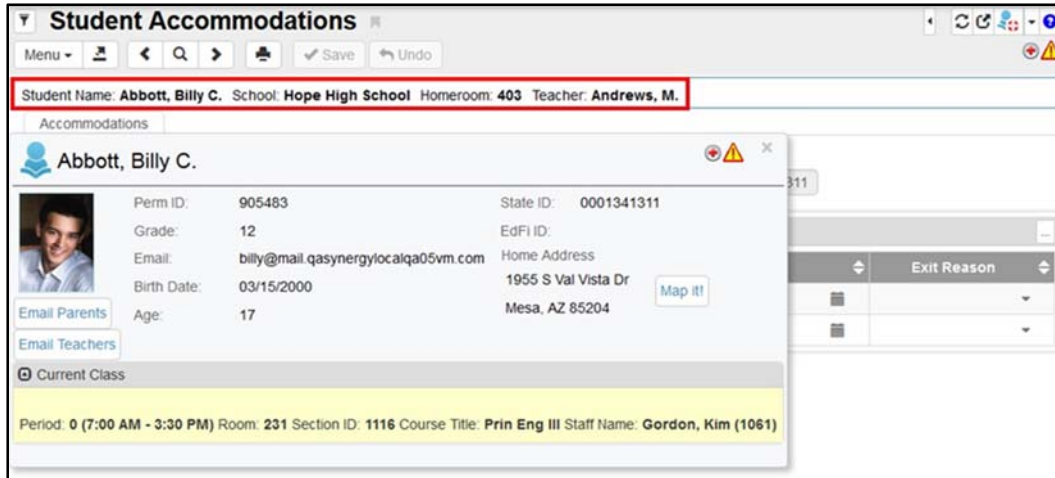 Student Accommodations
Menu Save Undo
Student Name: Abbott, Billy C. School: Hope High School Homeroom: 403 Teacher: Andrews, M.
Accommodations
Abbott, Billy C.
311
Perm ID: 905483 State ID: 0001341311
Grade: 12 EdFi ID:
Email: billy@mail.qasynergylocalqa05vm.com Home Address
Exit Reason
Birth Date: 03/15/2000 1955 S Val Vista Dr Map it!
Email Parents Age: 17 Mesa, AZ 85204
Email Teachers
Current Class
Period: 0 (7:00 AM - 3:30 PM) Room: 231 Section ID: 1116 Course Title: Prin Eng III Staff Name: Gordon, Kim (1061)